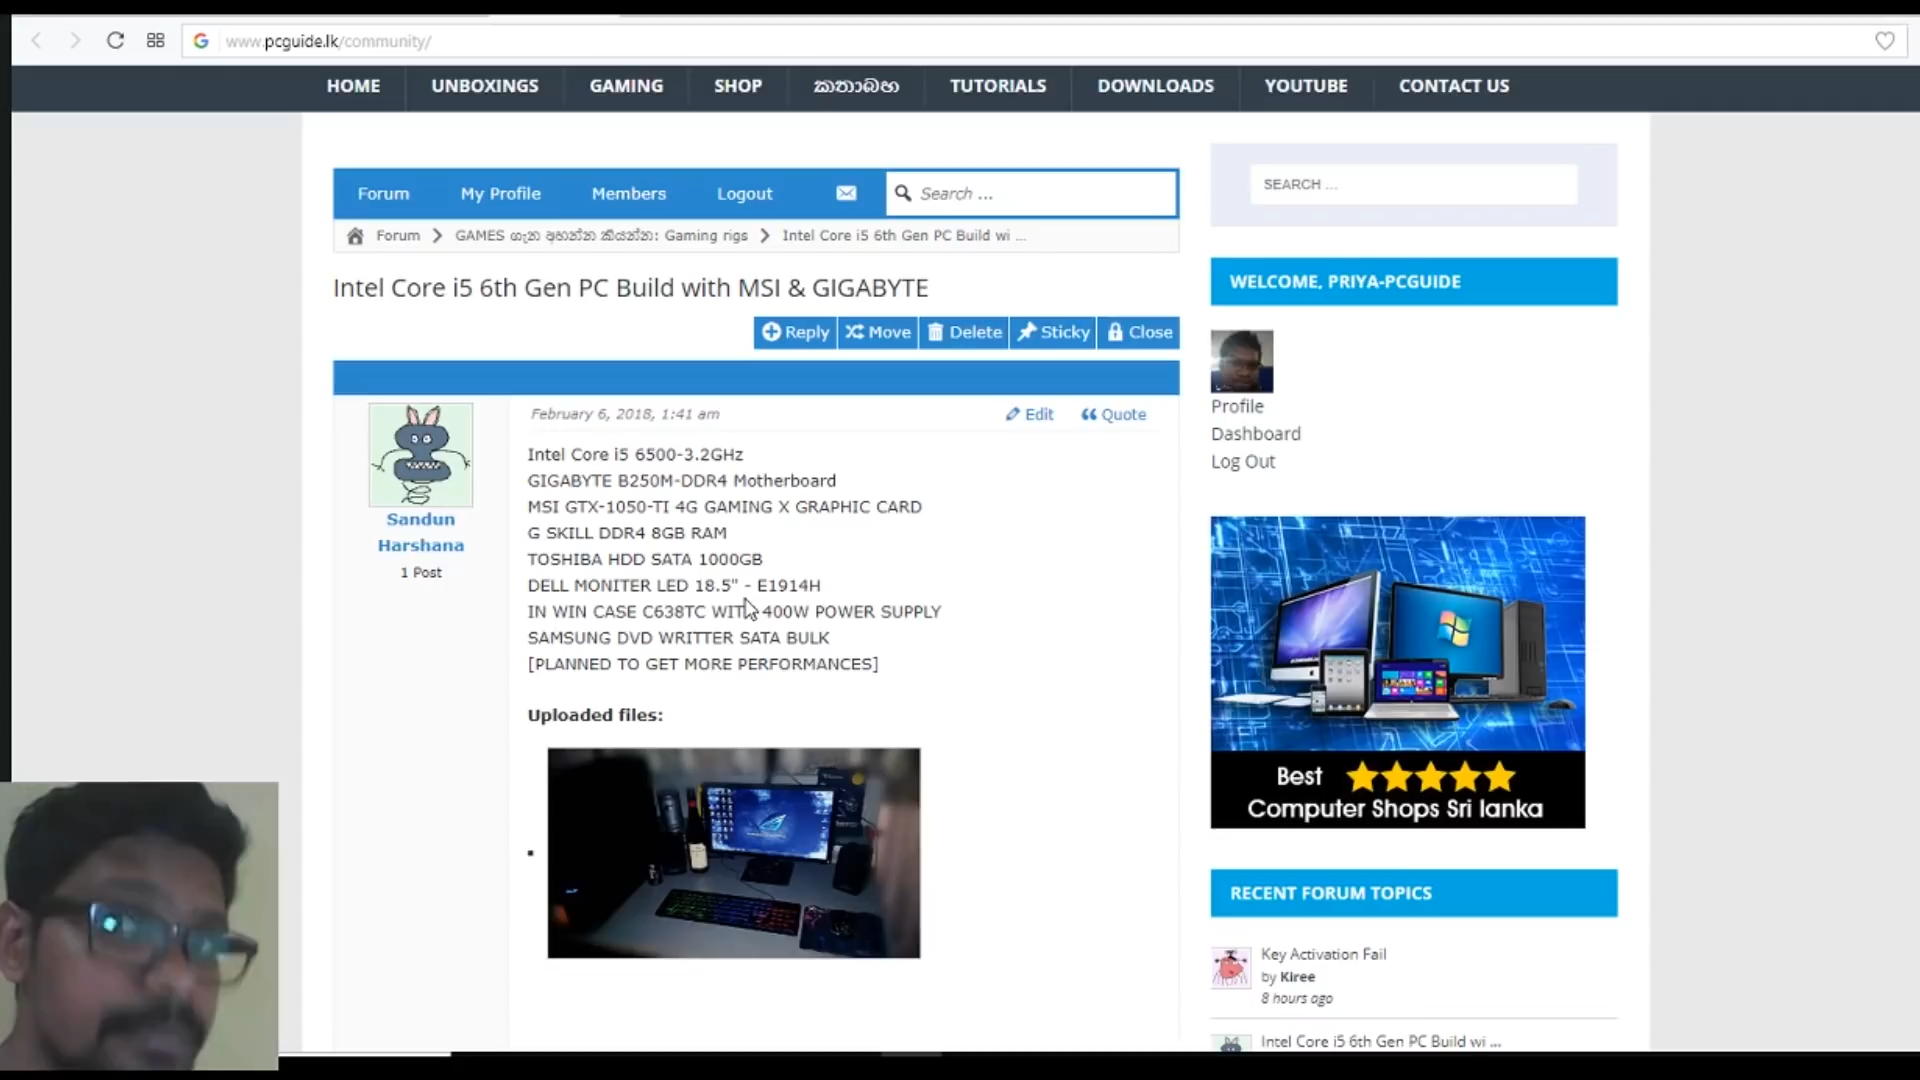 www.pcguide.lk/community/
HOME
UNBOXINGS
GAMING
SHOP
කතාබහ
TUTORIALS
DOWNLOADS
YOUTUBE
CONTACT US
Forum
My Profile
Members
Logout
Search ...
SEARCH ...
Forum
GAMES ගැන අහන්න කියන්න: Gaming rigs
Intel Core i5 6th Gen PC Build wi ...
WELCOME, PRIYA-PCGUIDE
Intel Core i5 6th Gen PC Build with MSI & GIGABYTE
Reply
Move
Delete
Sticky
Close
Profile
Dashboard
Log Out
Sandun
Harshana
1 Post
February 6, 2018, 1:41 am
Edit
Quote
Intel Core i5 6500-3.2GHz
GIGABYTE B250M-DDR4 Motherboard
MSI GTX-1050-TI 4G GAMING X GRAPHIC CARD
G SKILL DDR4 8GB RAM
TOSHIBA HDD SATA 1000GB
DELL MONITER LED 18.5" - E1914H
IN WIN CASE C638TC WITH 400W POWER SUPPLY
SAMSUNG DVD WRITTER SATA BULK
[PLANNED TO GET MORE PERFORMANCES]
Uploaded files:
Best
Computer Shops Sri lanka
RECENT FORUM TOPICS
Key Activation Fail
by Kiree
8 hours ago
Intel Core i5 6th Gen PC Build wi ...